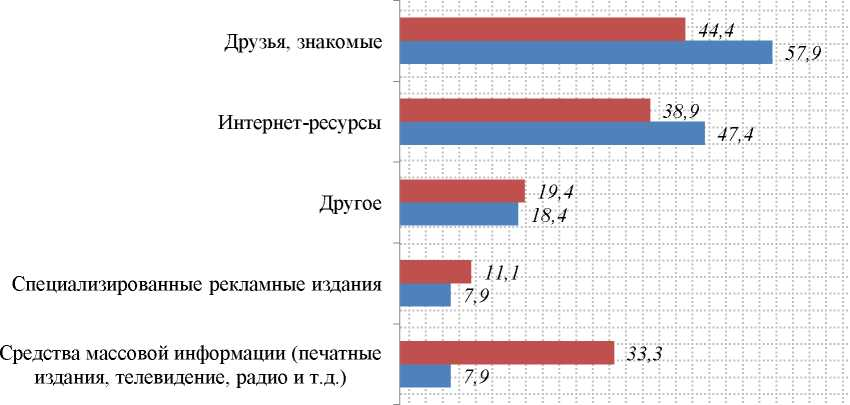 Друзья, знакомые
44,4
57,9
Интернет-ресурсы
38,9
47,4
Другое
19,4
18,4
Специализированные рекламные издания
11,1
7,9
Средства массовой информации (печатные
издания, телевидение, радио и т.д.)
33,3
7,9